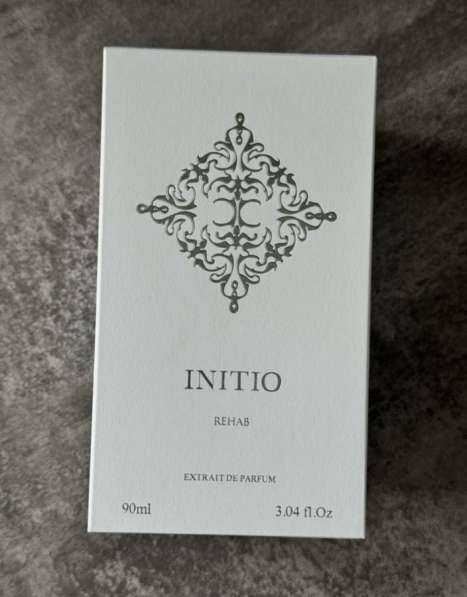 INITIO
REHAB
EXTRAIT DE PARFUM
90ml 3.04 fl.Oz